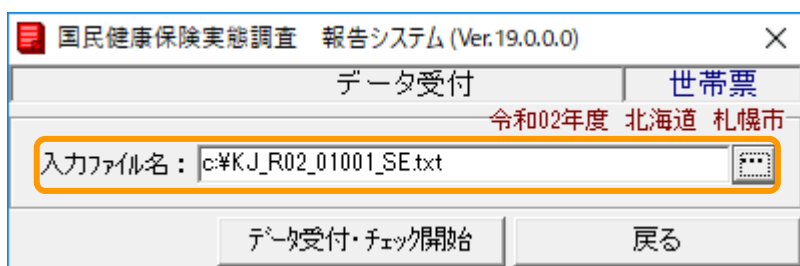 国民健康保険実態調査 報告システム (Ver.19.0.0.0)
データ受付 世帯票
令和02年度 北海道 札幌市
入力ﾌｧｲﾙ名： c:¥KJ_R02_01001_SE.txt ...
ﾃﾞｰﾀ受付・ﾁｪｯｸ開始 戻る